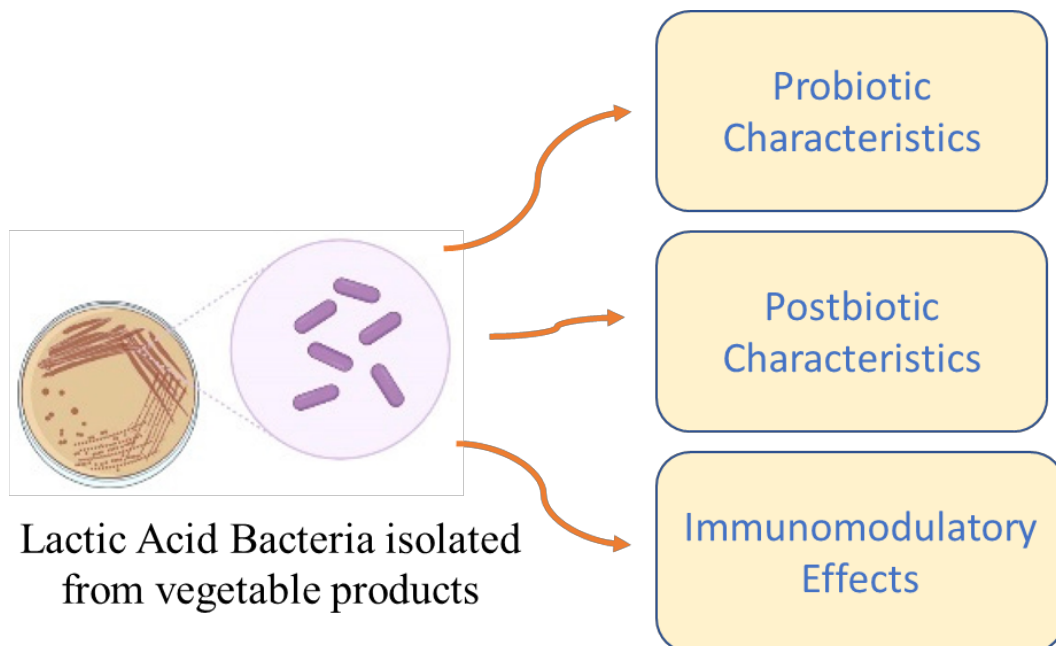 Probiotic
Characteristics
Postbiotic
Characteristics
Immunomodulatory
Effects
Lactic Acid Bacteria isolated
from vegetable products